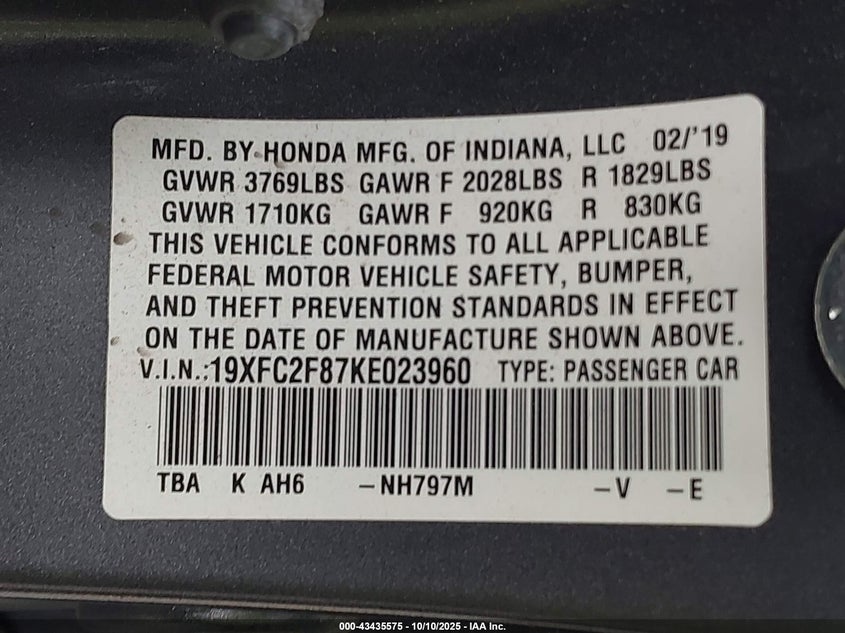 MFD. BY HONDA MFG. OF INDIANA, LLC 02/'19
GVWR 3769LBS GAWR F 2028LBS R 1829LBS
GVWR 1710KG GAWR F 920KG R 830KG
THIS VEHICLE CONFORMS TO ALL APPLICABLE
FEDERAL MOTOR VEHICLE SAFETY, BUMPER,
AND THEFT PREVENTION STANDARDS IN EFFECT
ON THE DATE OF MANUFACTURE SHOWN ABOVE.
V.I.N.:19XFC2F87KE023960 TYPE: PASSENGER CAR
TBA K AH6 -NH797M -V -E
000-43435575 - 10/10/2025 - IAA Inc.